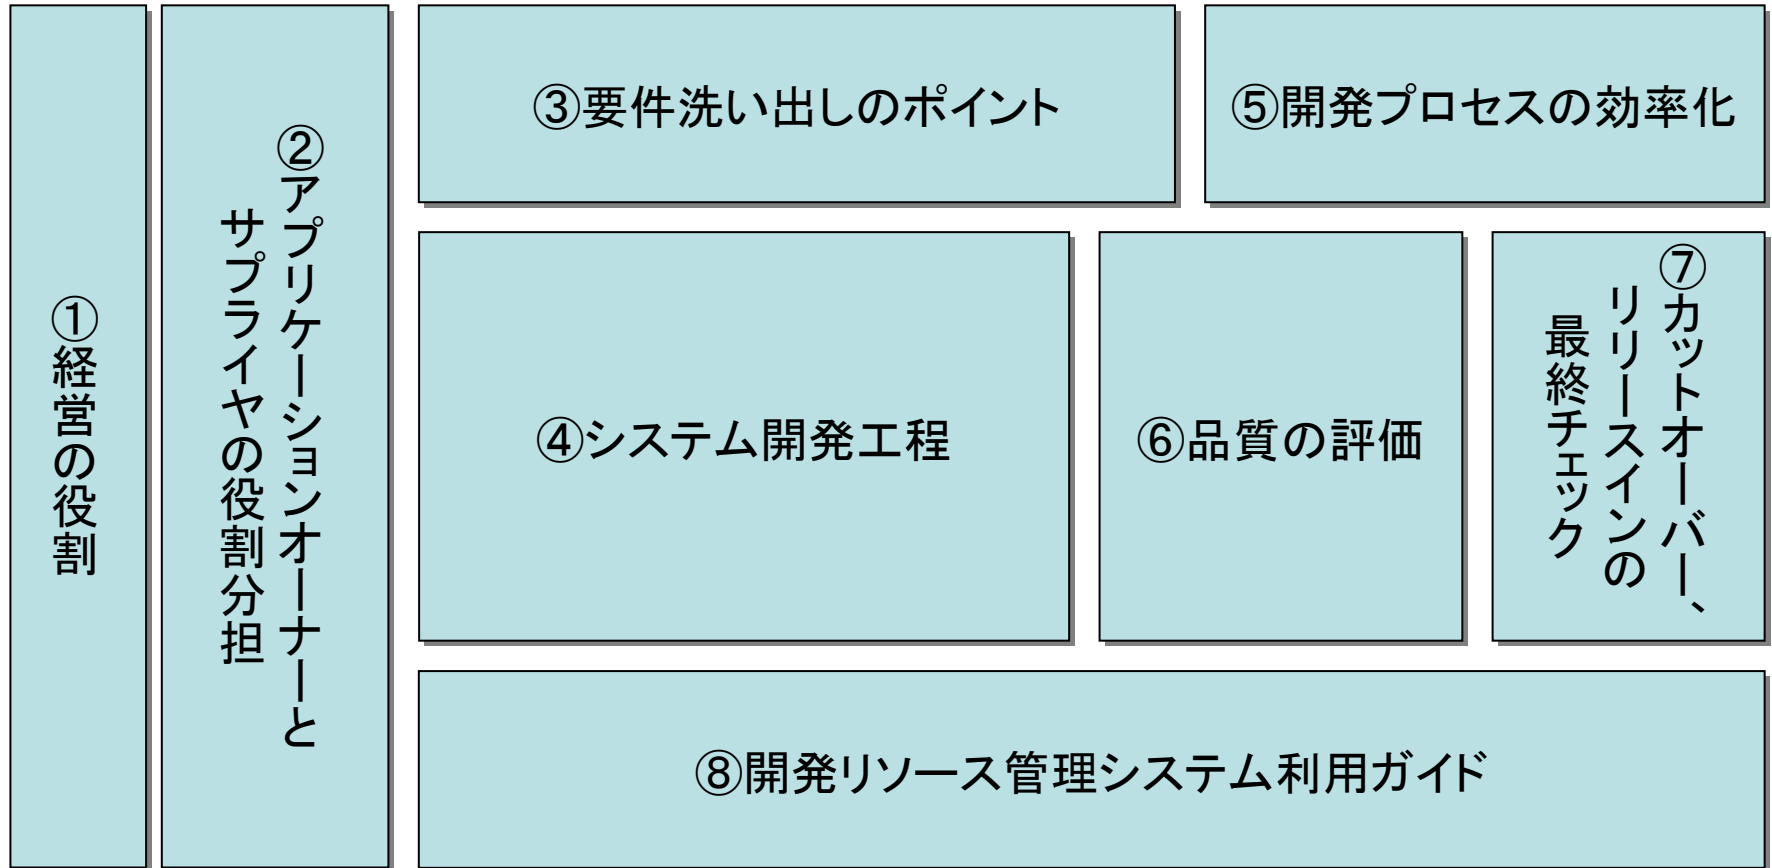 ①経営の役割
②アプリケーションオーナーと
サプライヤの役割分担
③要件洗い出しのポイント
④システム開発工程
⑤開発プロセスの効率化
⑥品質の評価
⑦カットオーバー、
リリースインの
最終チェック
⑧開発リソース管理システム利用ガイド